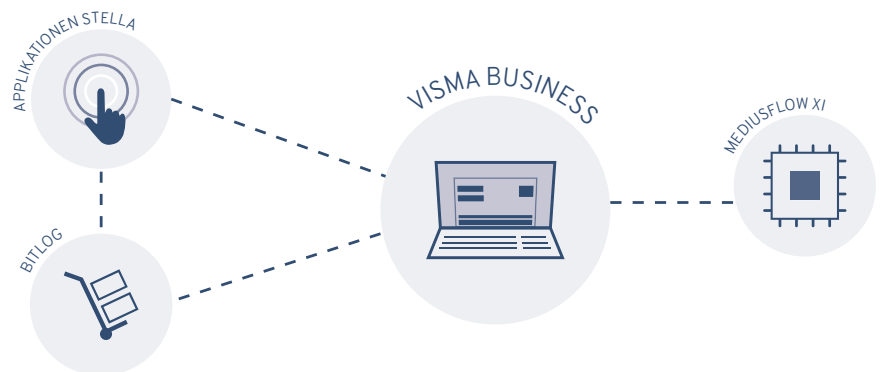 APPLIKATIONEN STELLA
VISMA BUSINESS
MEDIUSFLOW XI
BITLOG